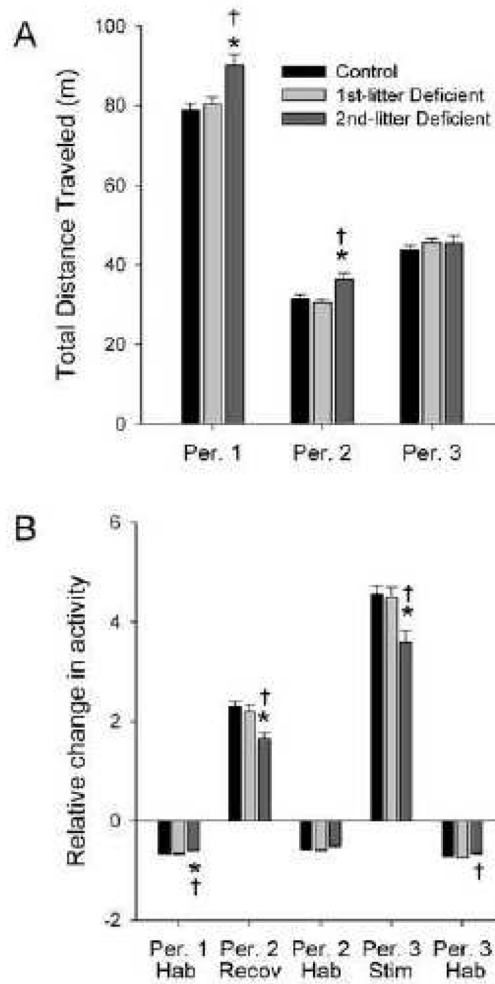 A
Total Distance Traveled (m)
100
80
60
40
20
0
†
*
†
*
Control
1st-litter Deficient
2nd-litter Deficient
Per. 1 Per. 2 Per. 3
B
Relative change in activity
6
4
2
0
-2
†
*
†
*
*
†
†
Per. 1 Per. 2 Per. 2 Per. 3 Per. 3
Hab Recov Hab Stim Hab